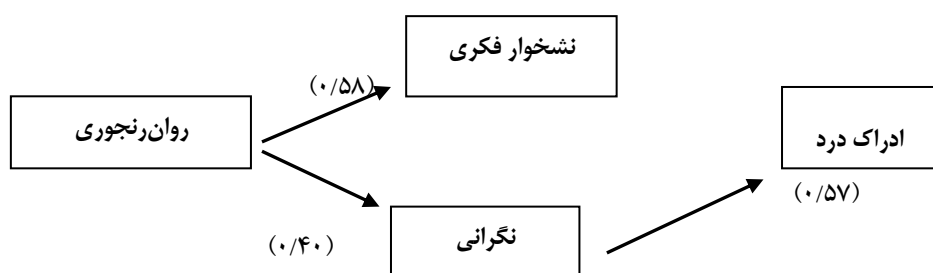 نشخوار فکری
(۰/۵۸)
روان‌رنجوری
ادراک درد
(۰/۵۷)
نگرانی
(۰/۴۰)